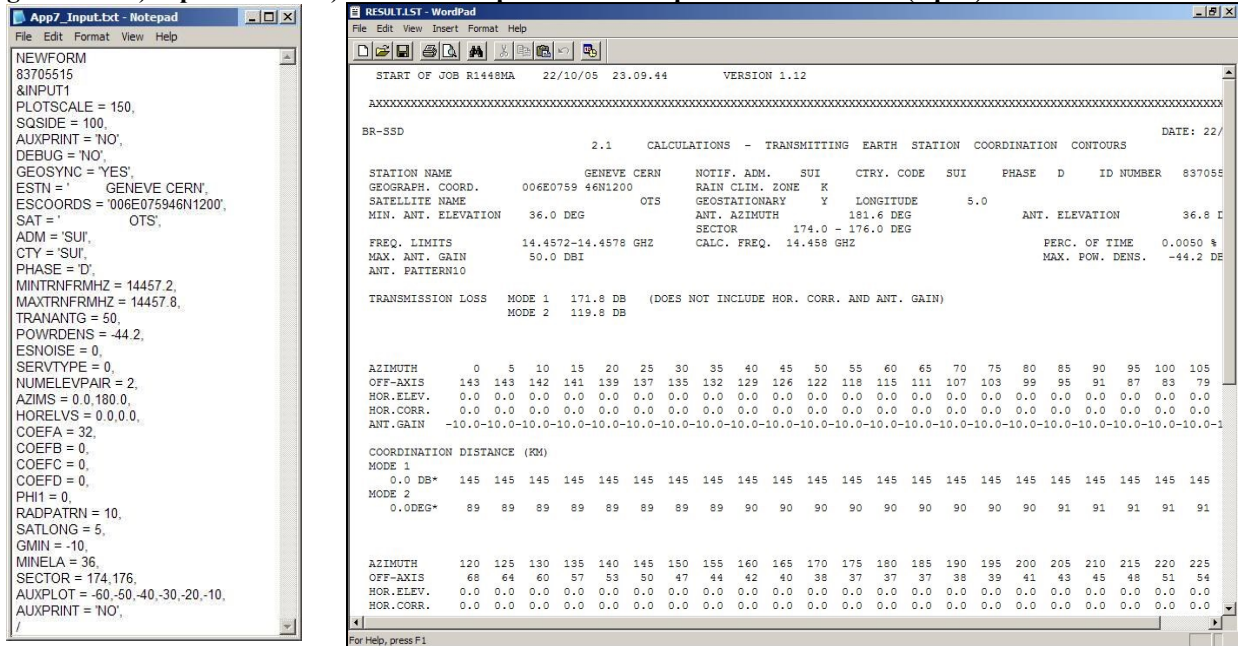 App7_Input.txt - Notepad
File Edit Format View Help
NEWFORM
83705515
&INPUT1
PLOTSCALE = 150,
SQSIDE = 100,
AUXPRINT = 'NO',
DEBUG = 'NO',
GEOSYNC = 'YES',
ESTN = ' GENEVE CERN',
ESCOORDS = '006E075946N1200',
SAT = ' OTS',
ADM = 'SUI',
CTY = 'SUI',
PHASE = 'D',
MINTRNFRMHZ = 14457.2,
MAXTRNFRMHZ = 14457.8,
TRANANTG = 50,
POWRDENS = -44.2,
ESNOISE = 0,
SERVTYPE = 0,
NUMELEVPAIR = 2,
AZIMS = 0.0,180.0,
HORELVS = 0.0,0.0,
COEFA = 32,
COEFB = 0,
COEFC = 0,
COEFD = 0,
PHI1 = 0,
RADPATRN = 10,
SATLONG = 5,
GMIN = -10,
MINELA = 36,
SECTOR = 174,176,
AUXPLOT = -60,-50,-40,-30,-20,-10,
AUXPRINT = 'NO',
/
RESULT.LST - WordPad
File Edit View Insert Format Help
START OF JOB R1448MA 22/10/05 23.09.44 VERSION 1.12
AXXXXXXXXXXXXXXXXXXXXXXXXXXXXXXXXXXXXXXXXXXXXXXXXXXXXXXXXXXXXXXXXXXXXXXXXXXXXXXXXXXXXXXXXXXXXXXXXXXXXXXXXXXXXXXXXXXXXXXXXX
BR-SSD DATE: 22/
2.1 CALCULATIONS - TRANSMITTING EARTH STATION COORDINATION CONTOURS
STATION NAME GENEVE CERN NOTIF. ADM. SUI CTRY. CODE SUI PHASE D ID NUMBER 837055
GEOGRAPH. COORD. 006E0759 46N1200 RAIN CLIM. ZONE K
SATELLITE NAME OTS GEOSTATIONARY Y LONGITUDE 5.0
MIN. ANT. ELEVATION 36.0 DEG ANT. AZIMUTH 181.6 DEG ANT. ELEVATION 36.8 D
SECTOR 174.0 - 176.0 DEG
FREQ. LIMITS 14.4572-14.4578 GHZ CALC. FREQ. 14.458 GHZ PERC. OF TIME 0.0050 %
MAX. ANT. GAIN 50.0 DBI MAX. POW. DENS. -44.2 DB
ANT. PATTERN10
TRANSMISSION LOSS MODE 1 171.8 DB (DOES NOT INCLUDE HOR. CORR. AND ANT. GAIN)
MODE 2 119.8 DB
AZIMUTH 0 5 10 15 20 25 30 35 40 45 50 55 60 65 70 75 80 85 90 95 100 105
OFF-AXIS 143 143 142 141 139 137 135 132 129 126 122 118 115 111 107 103 99 95 91 87 83 79
HOR.ELEV. 0.0 0.0 0.0 0.0 0.0 0.0 0.0 0.0 0.0 0.0 0.0 0.0 0.0 0.0 0.0 0.0 0.0 0.0 0.0 0.0 0.0 0.0
HOR.CORR. 0.0 0.0 0.0 0.0 0.0 0.0 0.0 0.0 0.0 0.0 0.0 0.0 0.0 0.0 0.0 0.0 0.0 0.0 0.0 0.0 0.0 0.0
ANT.GAIN -10.0-10.0-10.0-10.0-10.0-10.0-10.0-10.0-10.0-10.0-10.0-10.0-10.0-10.0-10.0-10.0-10.0-10.0-10.0-10.0-10.0-10.0-1
COORDINATION DISTANCE (KM)
MODE 1
0.0 DB* 145 145 145 145 145 145 145 145 145 145 145 145 145 145 145 145 145 145 145 145 145 145
MODE 2
0.0DEG* 89 89 89 89 89 89 89 89 90 90 90 90 90 90 90 90 90 91 91 91 91 91
AZIMUTH 120 125 130 135 140 145 150 155 160 165 170 175 180 185 190 195 200 205 210 215 220 225
OFF-AXIS 68 64 60 57 53 50 47 44 42 40 38 37 37 37 38 39 41 43 45 48 51 54
HOR.ELEV. 0.0 0.0 0.0 0.0 0.0 0.0 0.0 0.0 0.0 0.0 0.0 0.0 0.0 0.0 0.0 0.0 0.0 0.0 0.0 0.0 0.0 0.0
HOR.CORR. 0.0 0.0 0.0 0.0 0.0 0.0 0.0 0.0 0.0 0.0 0.0 0.0 0.0 0.0 0.0 0.0 0.0 0.0 0.0 0.0 0.0 0.0
For Help, press F1